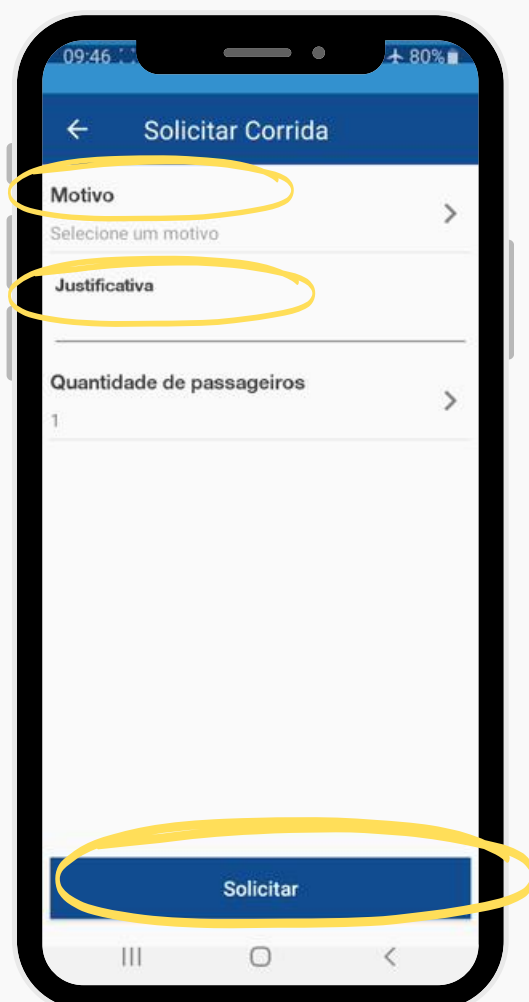 09:46 80%
Solicitar Corrida
Motivo
Selecione um motivo
Justificativa
Quantidade de passageiros
1
Solicitar